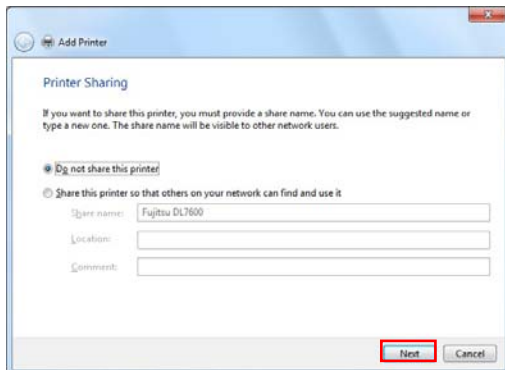 Add Printer
Printer Sharing
If you want to share this printer, you must provide a share name. You can use the suggested name or
type a new one. The share name will be visible to other network users.
Do not share this printer
Share this printer so that others on your network can find and use it
Share name: Fujitsu DL7600
Location:
Comment:
Next Cancel